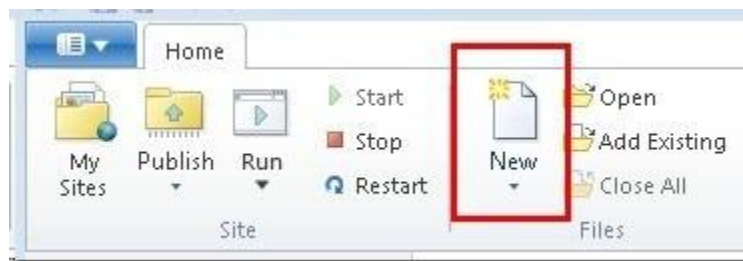 Home
My
Sites
Publish
Run
Start
Stop
Restart
Site
New
Open
Add Existing
Close All
Files